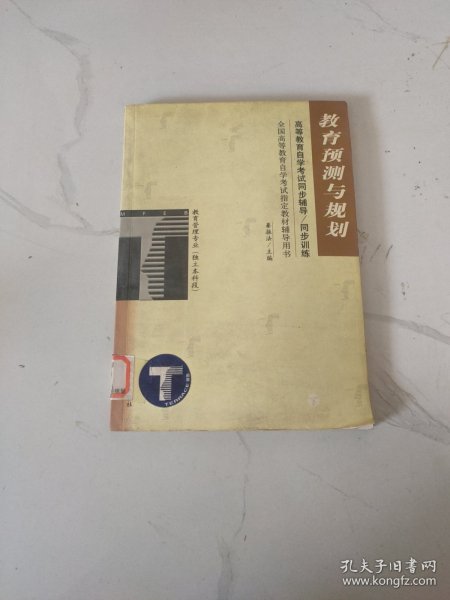 教育预测与规划
高等教育自学考试同步辅导/同步训练
全国高等教育自学考试指定教材辅导用书
主编
教育管理专业(独立本科段)
T
TERRACE
社
孔夫子旧书网
www.kongfz.com